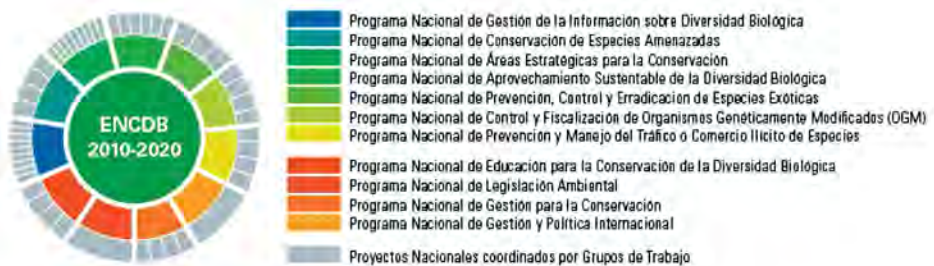 ENCDB
2010-2020
Programa Nacional de Gestión de la Información sobre Diversidad Biológica
Programa Nacional de Conservación de Especies Amenazadas
Programa Nacional de Áreas Estratégicas para la Conservación
Programa Nacional de Aprovechamiento Sustentable de la Diversidad Biológica
Programa Nacional de Prevención, Control y Erradicación de Especies Exóticas
Programa Nacional de Control y Fiscalización de Organismos Genéticamente Modificados (OGM)
Programa Nacional de Prevención y Manejo del Tráfico o Comercio Ilícito de Especies
Programa Nacional de Educación para la Conservación de la Diversidad Biológica
Programa Nacional de Legislación Ambiental
Programa Nacional de Gestión para la Conservación
Programa Nacional de Gestión y Política Internacional
Proyectos Nacionales coordinados por Grupos de Trabajo